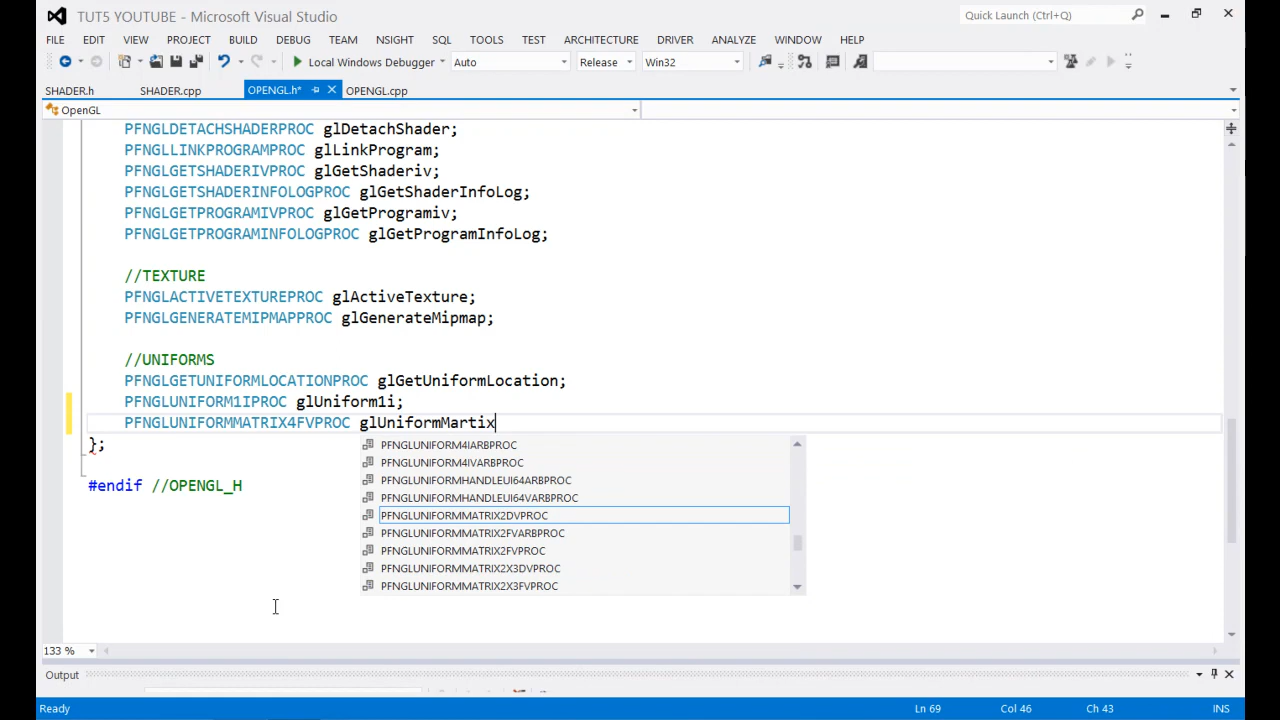 TUT5 YOUTUBE - Microsoft Visual Studio
Quick Launch (Ctrl+Q)
FILE EDIT VIEW PROJECT BUILD DEBUG TEAM NSIGHT SQL TOOLS TEST ARCHITECTURE DRIVER ANALYZE WINDOW HELP
Local Windows Debugger Auto Release Win32
SHADER.h SHADER.cpp OPENGL.h* OPENGL.cpp
OpenGL
PFNGLDETACHSHADERPROC glDetachShader;
PFNGLLINKPROGRAMPROC glLinkProgram;
PFNGLGETSHADERIVPROC glGetShaderiv;
PFNGLGETSHADERINFOLOGPROC glGetShaderInfoLog;
PFNGLGETPROGRAMIVPROC glGetProgramiv;
PFNGLGETPROGRAMINFOLOGPROC glGetProgramInfoLog;
//TEXTURE
PFNGLACTIVETEXTUREPROC glActiveTexture;
PFNGLGENERATEMIPMAPPROC glGenerateMipmap;
//UNIFORMS
PFNGLGETUNIFORMLOCATIONPROC glGetUniformLocation;
PFNGLUNIFORM1IPROC glUniform1i;
PFNGLUNIFORMMATRIX4FVPROC glUniformMartix
};
PFNGLUNIFORM4IARBPROC
PFNGLUNIFORM4IVARBPROC
PFNGLUNIFORMHANDLEUI64ARBPROC
PFNGLUNIFORMHANDLEUI64VARBPROC
PFNGLUNIFORMMATRIX2DVPROC
PFNGLUNIFORMMATRIX2FVARBPROC
PFNGLUNIFORMMATRIX2FVPROC
PFNGLUNIFORMMATRIX2X3DVPROC
PFNGLUNIFORMMATRIX2X3FVPROC
#endif //OPENGL_H
133 %
Output
Ready Ln 69 Col 46 Ch 43 INS